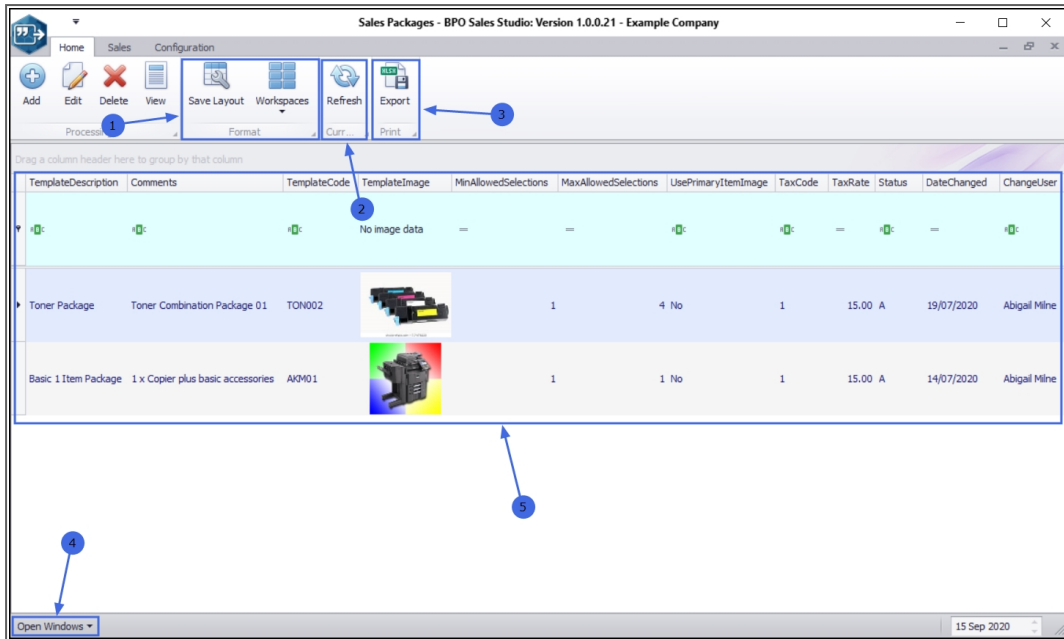 Sales Packages - BPO Sales Studio: Version 1.0.0.21 - Example Company
Home Sales Configuration
XLSX
Add Edit Delete View Save Layout Workspaces Refresh Export
3
1
Format Curr... Print
Drag a column header here to group by that column
TemplateDescription Comments TemplateCode TemplateImage MinAllowedSelections MaxAllowedSelections UsePrimaryItemImage TaxCode TaxRate Status DateChanged ChangeUser
2
No image data = = = =
Toner Package Toner Combination Package 01 TON002 1 4 No 1 15.00 A 19/07/2020 Abigail Milne
Basic 1 Item Package 1 x Copier plus basic accessories AKM01 1 1 No 1 15.00 A 14/07/2020 Abigail Milne
5
4
Open Windows 15 Sep 2020